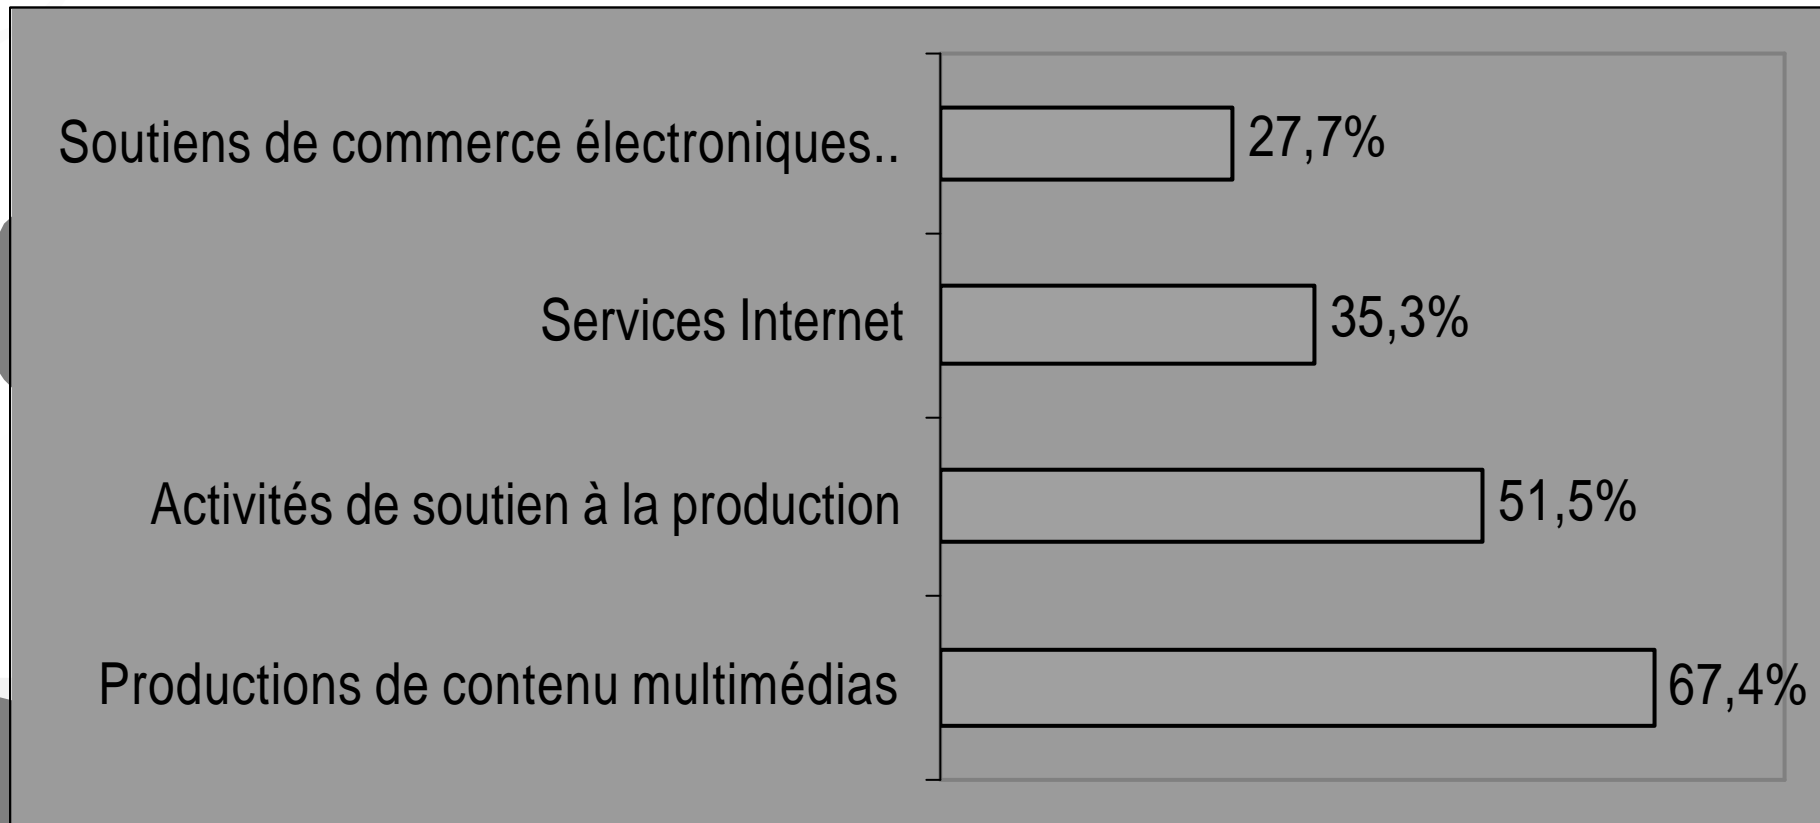 Soutiens de commerce électroniques.. 27,7%
Services Internet 35,3%
Activités de soutien à la production 51,5%
Productions de contenu multimédias 67,4%